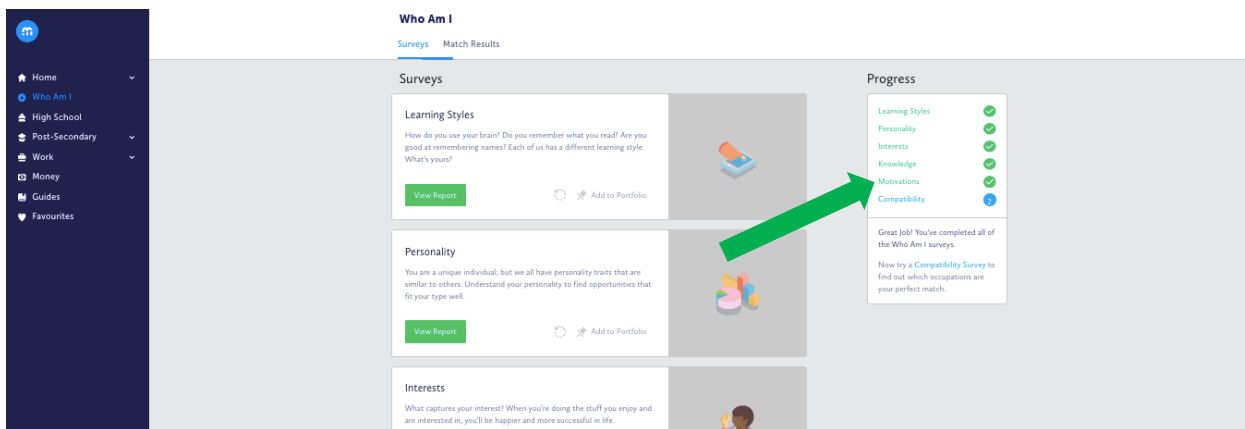 m
Who Am I
Surveys Match Results
Home
Who Am I
High School
Post-Secondary
Work
Money
Guides
Favourites
Surveys
Learning Styles
How do you use your brain? Do you remember what you read? Are you
good at remembering names? Each of us has a different learning style.
What's yours?
View Report Add to Portfolio
Personality
You are a unique individual; but we all have personality traits that are
similar to others. Understand your personality to find opportunities that
fit your type well.
View Report Add to Portfolio
Interests
What captures your interest? When you're doing the stuff you enjoy and
are interested in, you'll be happier and more successful in life.
Progress
Learning Styles
Personality
Interests
Knowledge
Motivations
Compatibility 2
Great Job! You've completed all of
the Who Am I surveys.
Now try a Compatibility Survey to
find out which occupations are
your perfect match.